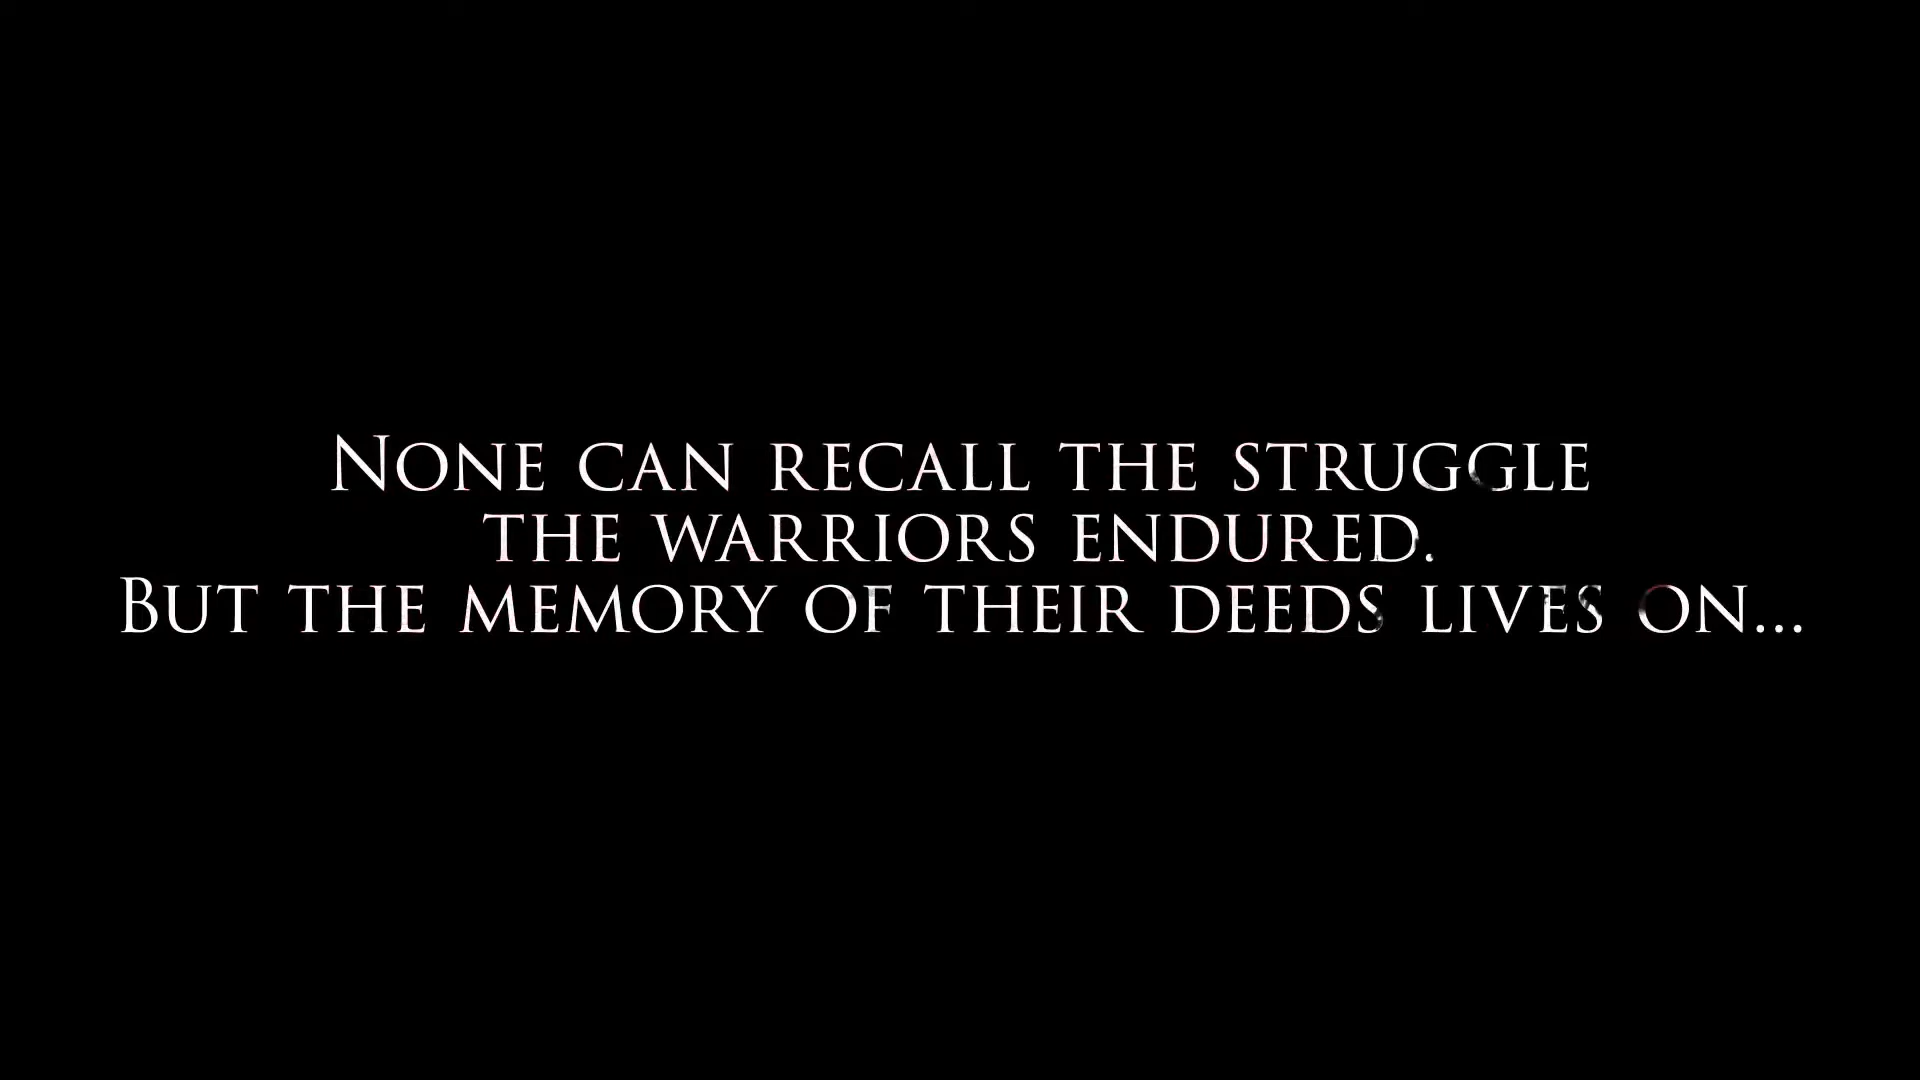 None can recall the struggle
the warriors endured.
But the memory of their deeds lives on...